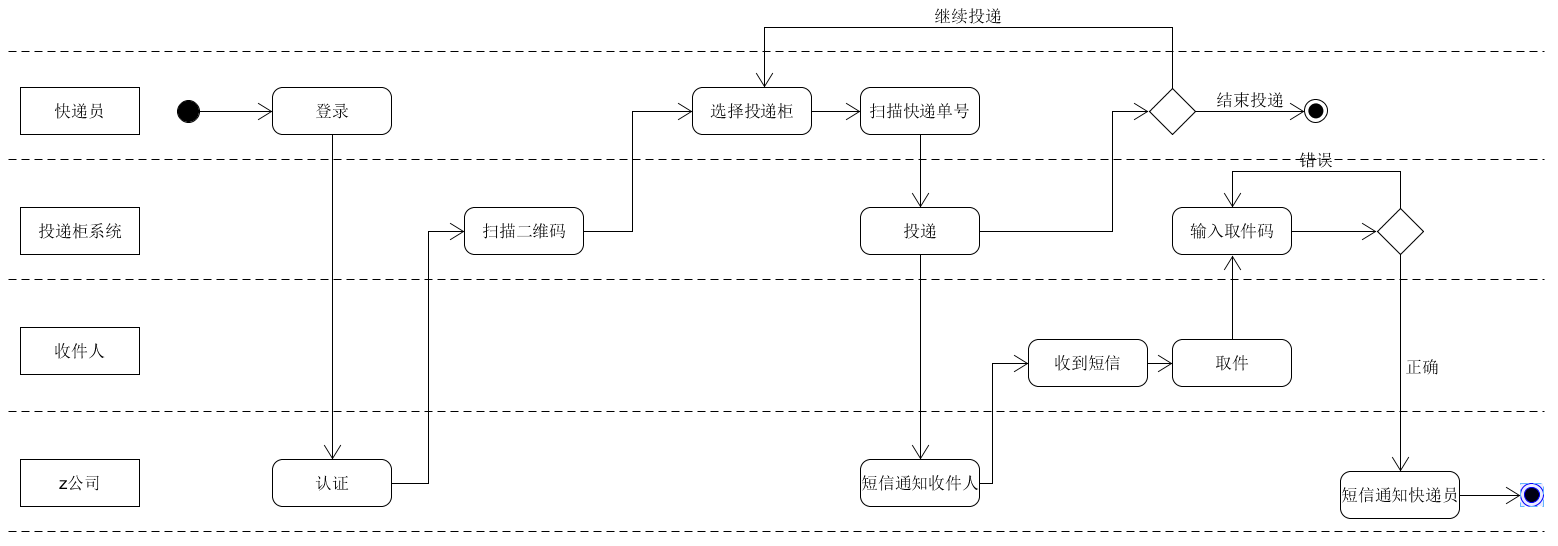 继续投递
快递员
登录
选择投递柜
扫描快递单号
结束投递
错误
投递柜系统
扫描二维码
投递
输入取件码
收件人
收到短信
取件
正确
z公司
认证
短信通知收件人
短信通知快递员